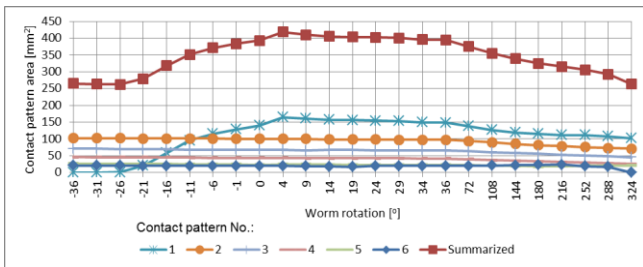 Contact pattern area [mm²]
450
400
350
300
250
200
150
100
50
0
-36 -31 -26 -21 -16 -11 -6 -1 0 4 9 14 19 24 29 34 36 72 108 144 180 216 252 288 324
Worm rotation [°]
Contact pattern No.:
1 2 3 4 5 6 Summarized